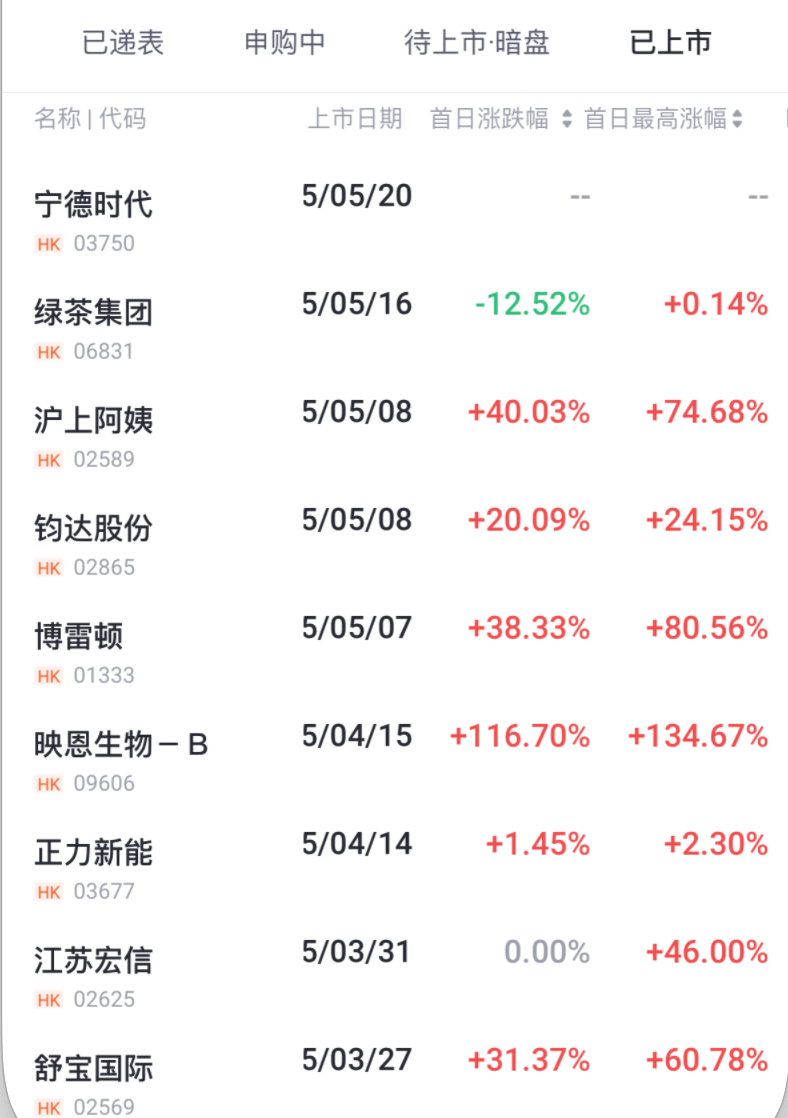 已递表 申购中 待上市·暗盘 已上市
名称 | 代码 上市日期 首日涨跌幅 首日最高涨幅
宁德时代 5/05/20 -- --
HK 03750
绿茶集团 5/05/16 -12.52% +0.14%
HK 06831
沪上阿姨 5/05/08 +40.03% +74.68%
HK 02589
钧达股份 5/05/08 +20.09% +24.15%
HK 02865
博雷顿 5/05/07 +38.33% +80.56%
HK 01333
映恩生物－B 5/04/15 +116.70% +134.67%
HK 09606
正力新能 5/04/14 +1.45% +2.30%
HK 03677
江苏宏信 5/03/31 0.00% +46.00%
HK 02625
舒宝国际 5/03/27 +31.37% +60.78%
HK 02569